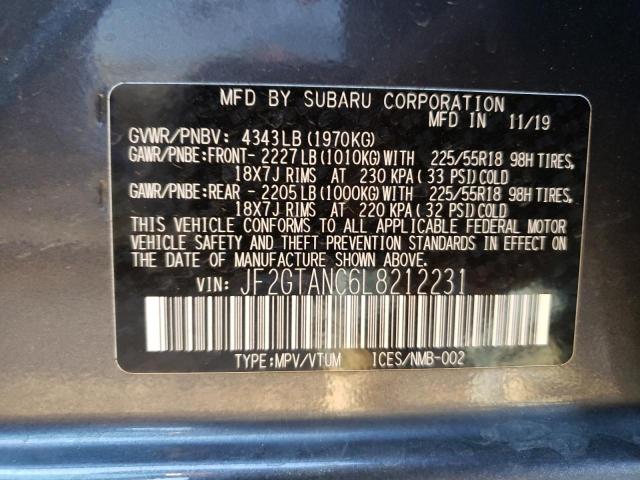 MFD BY SUBARU CORPORATION
MFD IN 11/19
GVWR/PNBV: 4343LB(1970KG)
GAWR/PNBE:FRONT- 2227LB(1010KG)WITH 225/55R18 98H TIRES,
18X7J RIMS AT 230 KPA( 33 PSI)COLD
GAWR/PNBE:REAR - 2205LB(1000KG)WITH 225/55R18 98H TIRES,
18X7J RIMS AT 220 KPA( 32 PSI)COLD
THIS VEHICLE CONFORMS TO ALL APPLICABLE FEDERAL MOTOR
VEHICLE SAFETY AND THEFT PREVENTION STANDARDS IN EFFECT ON
THE DATE OF MANUFACTURE SHOWN ABOVE.
VIN: JF2GTANC6L8212231
TYPE:MPV/VTUM ICES/NMB-002